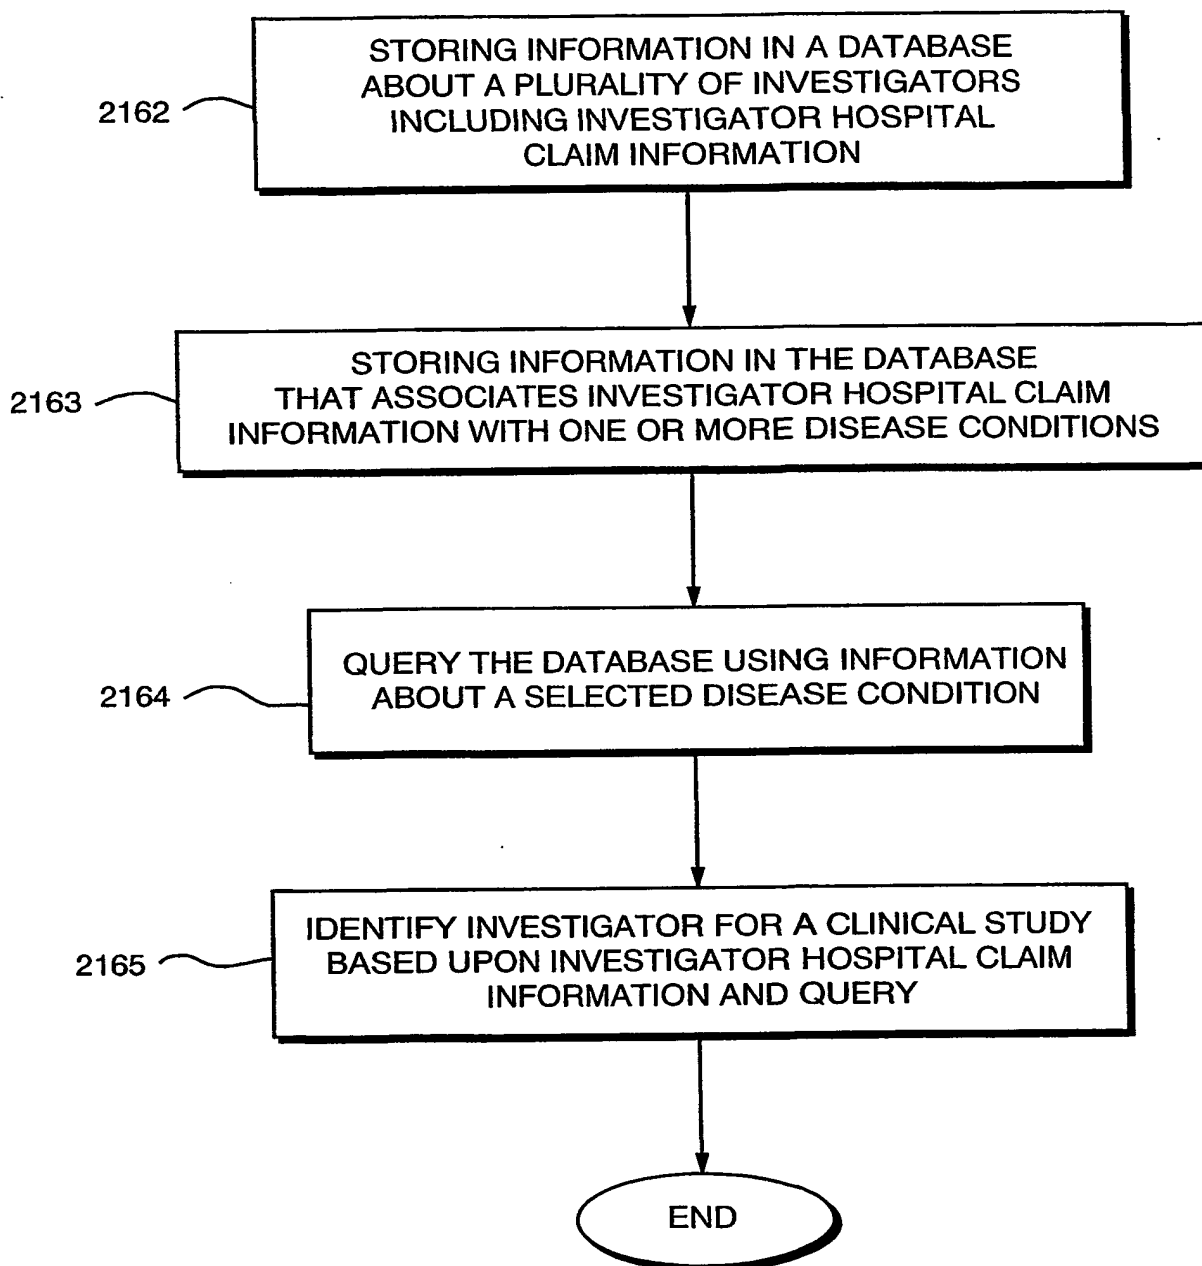 STORING INFORMATION IN A DATABASE
ABOUT A PLURALITY OF INVESTIGATORS
INCLUDING INVESTIGATOR HOSPITAL
CLAIM INFORMATION
2162
STORING INFORMATION IN THE DATABASE
THAT ASSOCIATES INVESTIGATOR HOSPITAL CLAIM
INFORMATION WITH ONE OR MORE DISEASE CONDITIONS
2163
QUERY THE DATABASE USING INFORMATION
ABOUT A SELECTED DISEASE CONDITION
2164
IDENTIFY INVESTIGATOR FOR A CLINICAL STUDY
BASED UPON INVESTIGATOR HOSPITAL CLAIM
INFORMATION AND QUERY
2165
END